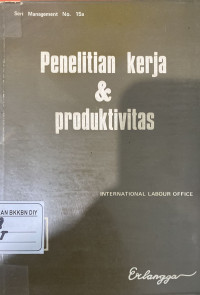 Seri Management No. 15a
Penelitian kerja
&
produktivitas
INTERNATIONAL LABOUR OFFICE
AN BKKBN DIY
Erlangga